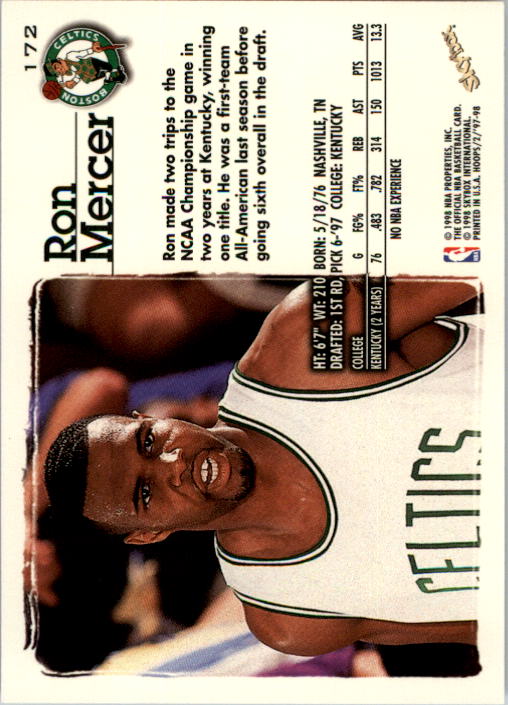 172
CELTICS
BOSTON
Ron
Mercer
Ron made two trips to the
NCAA Championship game in
two years at Kentucky, winning
one title. He was a first-team
All-American last season before
going sixth overall in the draft.
HT: 6'7" WT: 210 BORN: 5/18/76 NASHVILLE, TN
DRAFTED: 1ST RD, PICK 6-'97 COLLEGE: KENTUCKY
COLLEGE G FG% FT% REB AST PTS AVG
KENTUCKY (2 YEARS) 76 .483 .782 314 150 1013 13.3
NO NBA EXPERIENCE
CELTICS
NBA
© 1998 NBA PROPERTIES, INC.
THE OFFICIAL NBA BASKETBALL CARD.
© 1998 SKYBOX INTERNATIONAL.
PRINTED IN U.S.A. HOOPS/2/'97-98
SKYBOX